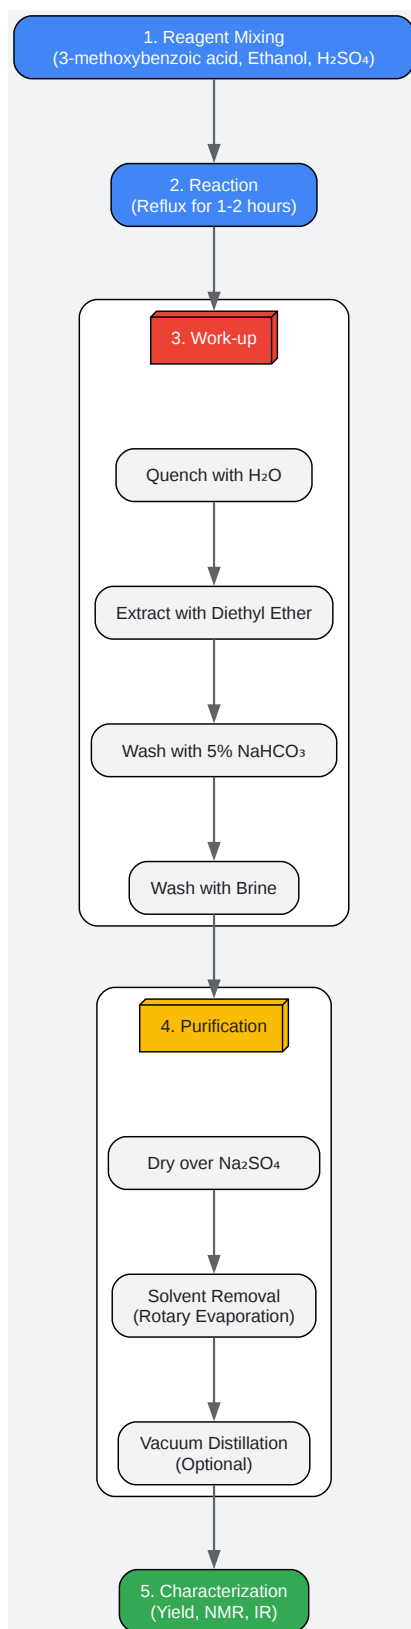 1. Reagent Mixing
(3-methoxybenzoic acid, Ethanol, H₂SO₄)
2. Reaction
(Reflux for 1-2 hours)
3. Work-up
Quench with H₂O
Extract with Diethyl Ether
Wash with 5% NaHCO₃
Wash with Brine
4. Purification
Dry over Na₂SO₄
Solvent Removal
(Rotary Evaporation)
Vacuum Distillation
(Optional)
5. Characterization
(Yield, NMR, IR)